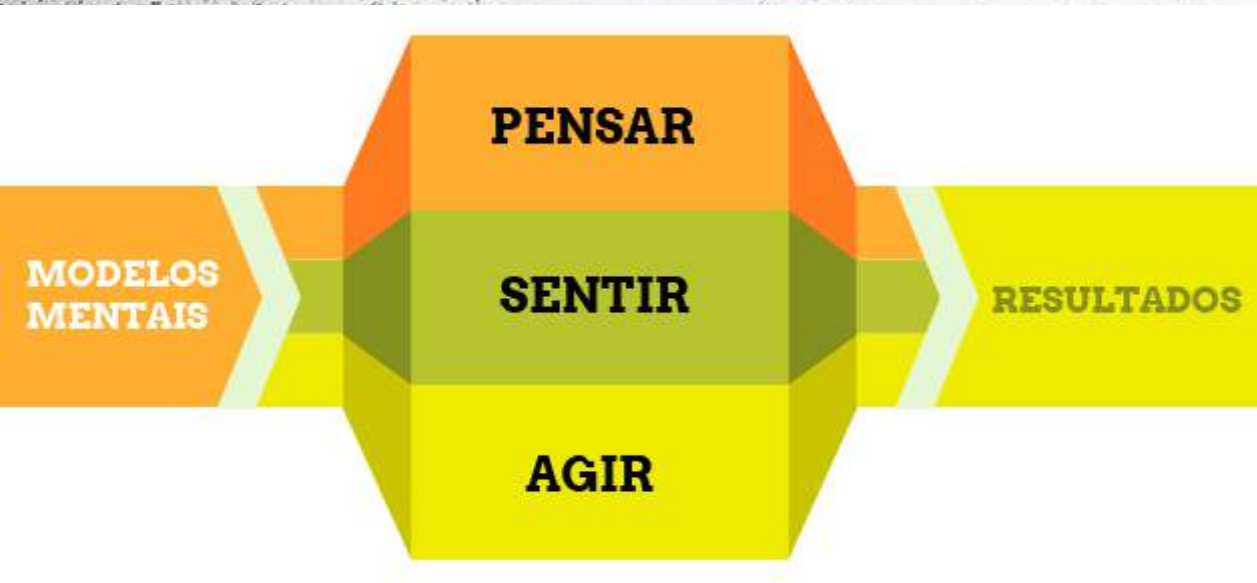 PENSAR
MODELOS
MENTAIS
SENTIR
RESULTADOS
AGIR